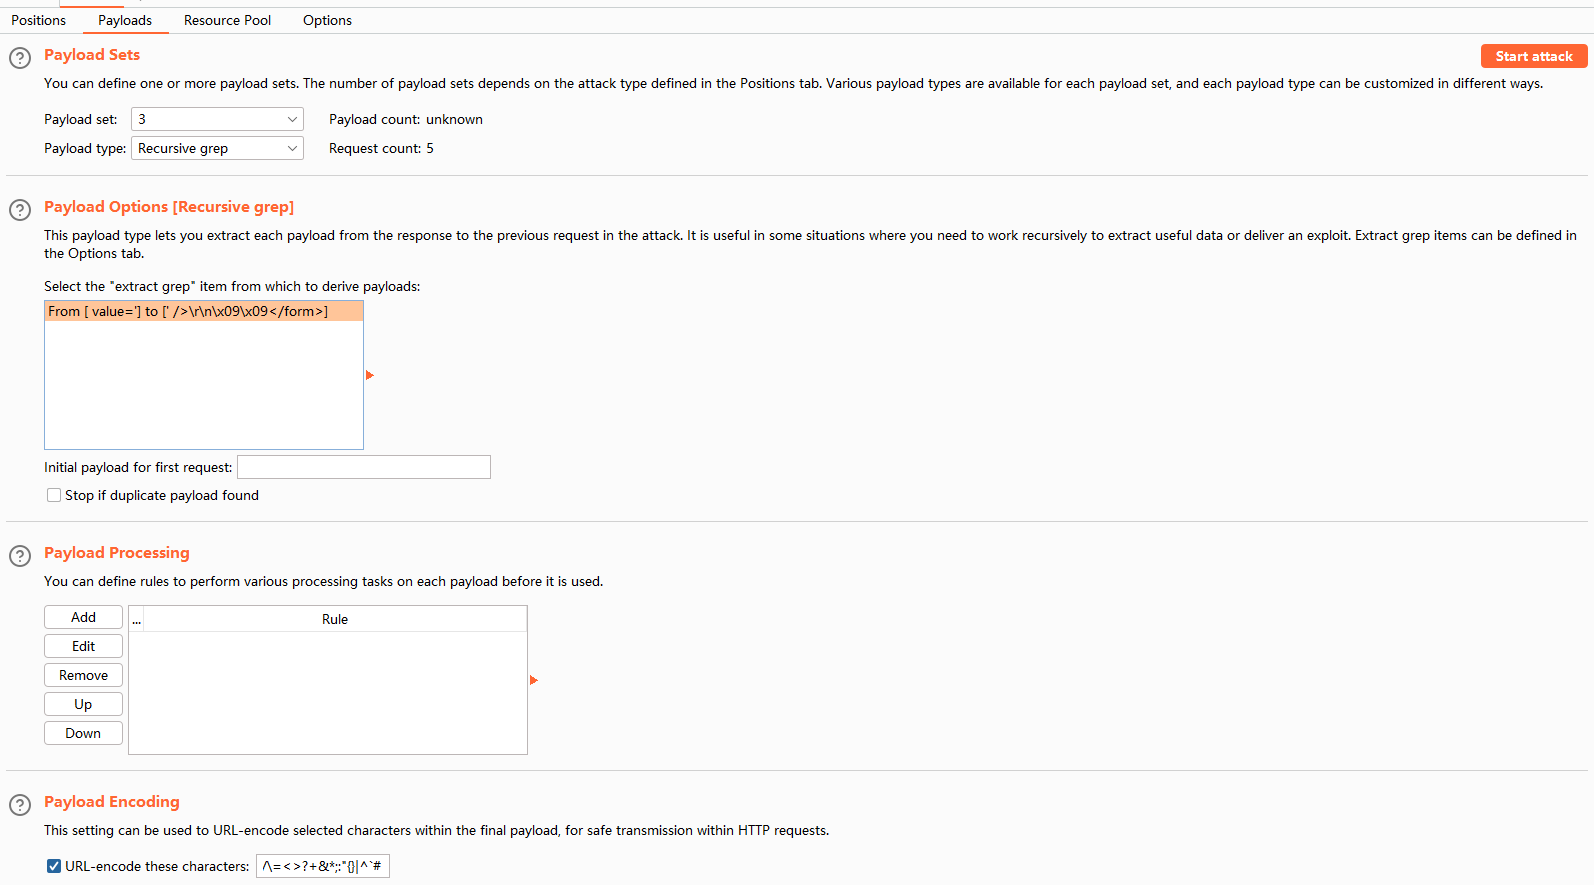 Positions Payloads Resource Pool Options
Payload Sets
Start attack
You can define one or more payload sets. The number of payload sets depends on the attack type defined in the Positions tab. Various payload types are available for each payload set, and each payload type can be customized in different ways.
Payload set: 3 Payload count: unknown
Payload type: Recursive grep Request count: 5
Payload Options [Recursive grep]
This payload type lets you extract each payload from the response to the previous request in the attack. It is useful in some situations where you need to work recursively to extract useful data or deliver an exploit. Extract grep items can be defined in
the Options tab.
Select the "extract grep" item from which to derive payloads:
From [ value='] to [' />\r\n\x09\x09</form>]
Initial payload for first request:
Stop if duplicate payload found
Payload Processing
You can define rules to perform various processing tasks on each payload before it is used.
Add ... Rule
Edit
Remove
Up
Down
Payload Encoding
This setting can be used to URL-encode selected characters within the final payload, for safe transmission within HTTP requests.
URL-encode these characters: /\=<>?+&*;:"{}|^`#